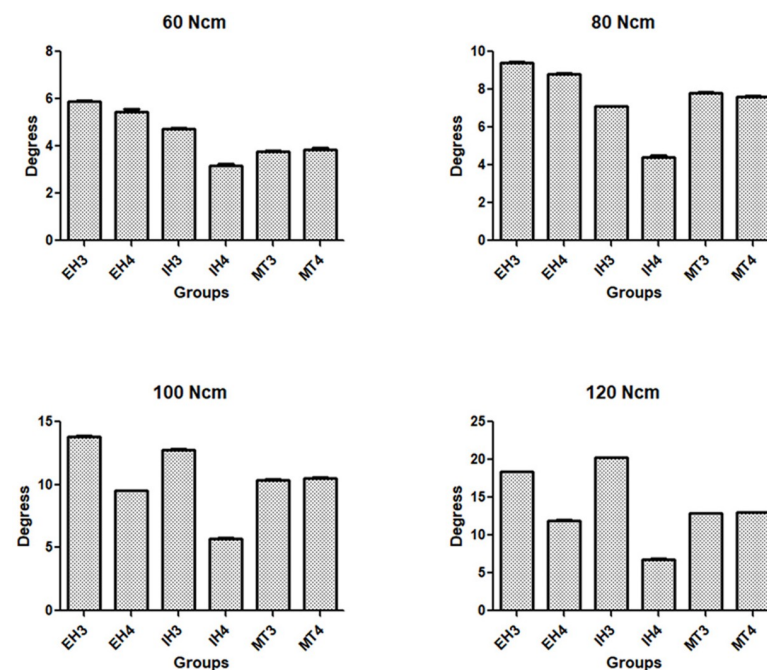 60 Ncm
8
6
4
2
0
Degress
EH3
EH4
IH3
IH4
MT3
MT4
Groups
80 Ncm
10
8
6
4
2
0
Degress
EH3
EH4
IH3
IH4
MT3
MT4
Groups
100 Ncm
15
10
5
0
Degress
EH3
EH4
IH3
IH4
MT3
MT4
Groups
120 Ncm
25
20
15
10
5
0
Degress
EH3
EH4
IH3
IH4
MT3
MT4
Groups